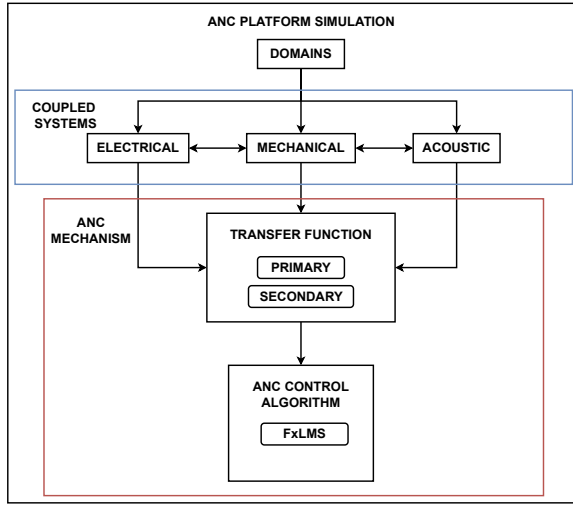 ANC PLATFORM SIMULATION
DOMAINS
COUPLED
SYSTEMS
ELECTRICAL
MECHANICAL
ACOUSTIC
ANC
MECHANISM
TRANSFER FUNCTION
PRIMARY
SECONDARY
ANC CONTROL
ALGORITHM
FxLMS